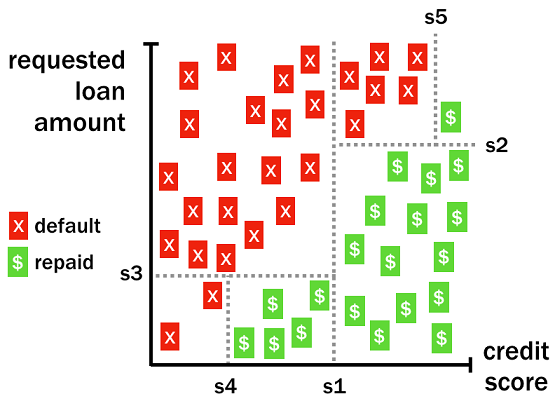 s5
requested
loan
amount
s2
X default
$ repaid
s3
credit
score
s4
s1